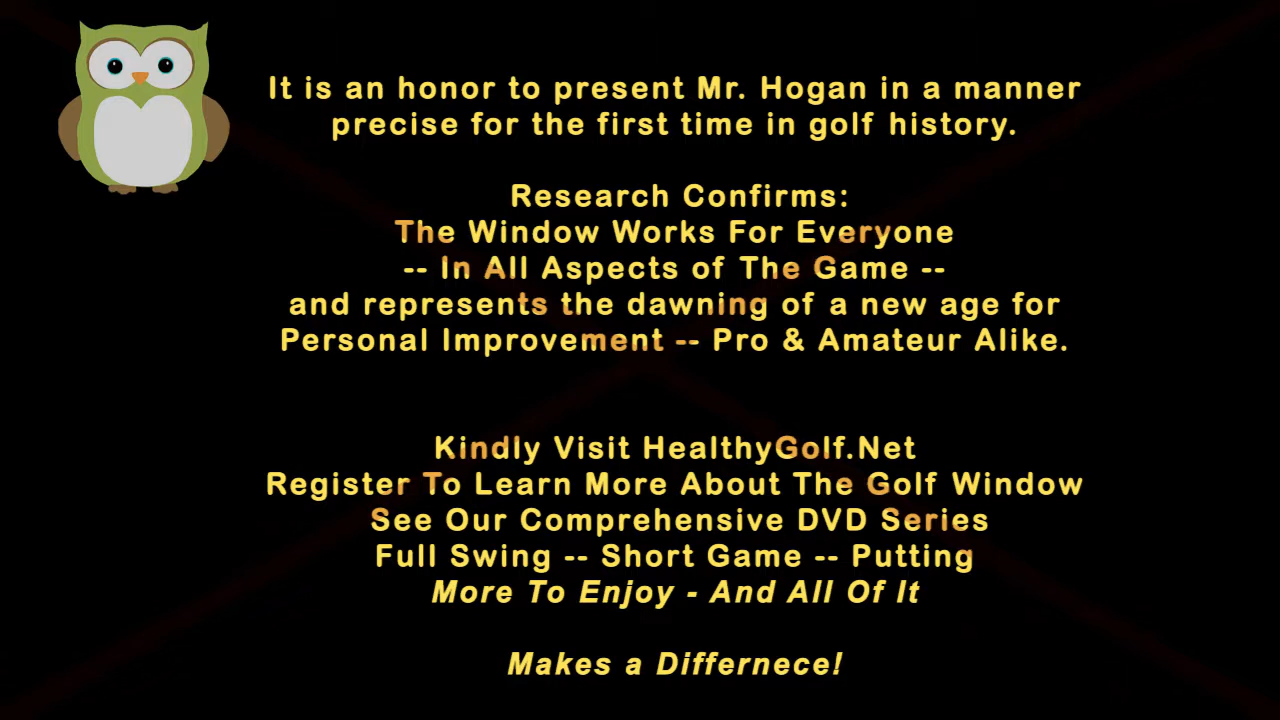 It is an honor to present Mr. Hogan in a manner
precise for the first time in golf history.
Research Confirms:
The Window Works For Everyone
-- In All Aspects of The Game --
and represents the dawning of a new age for
Personal Improvement -- Pro & Amateur Alike.
Kindly Visit HealthyGolf.Net
Register To Learn More About The Golf Window
See Our Comprehensive DVD Series
Full Swing -- Short Game -- Putting
More To Enjoy - And All Of It
Makes a Differnece!